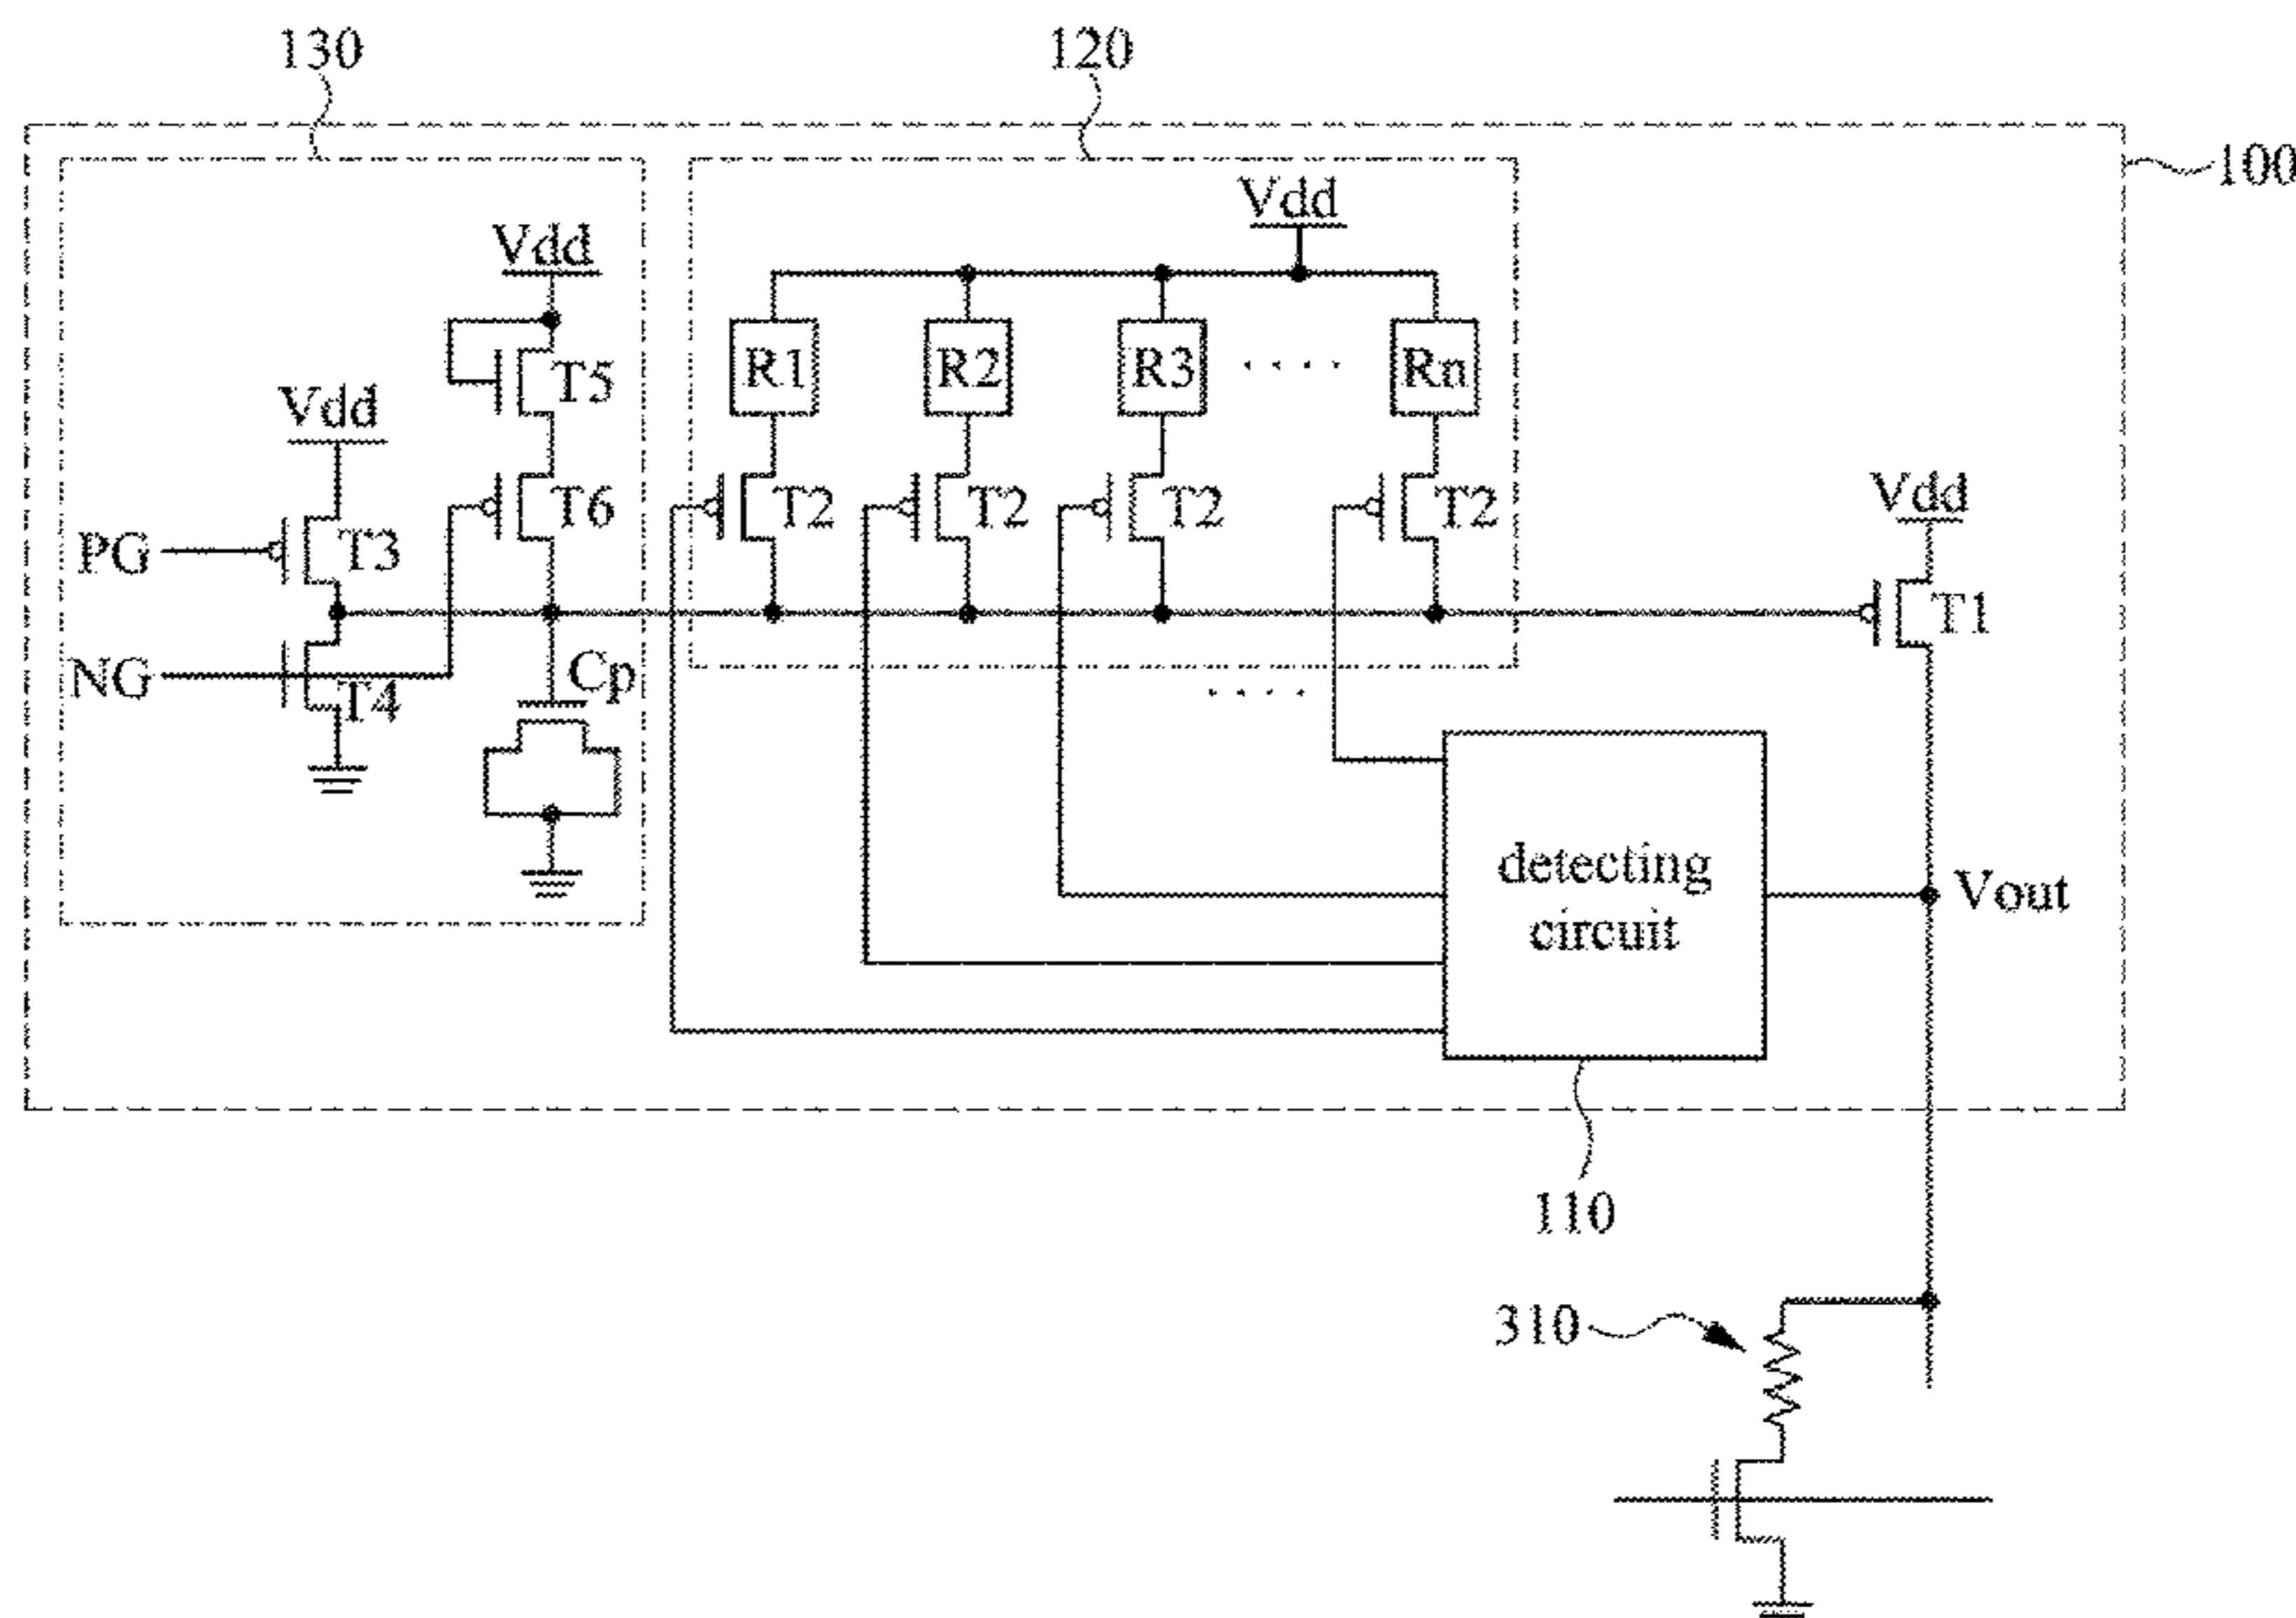 130
120
100
Vdd
Vdd
R1 R2 R3 . . . . Rn
T5
Vdd
Vdd
T6 T2 T2 T2 T2
PG T3
T1
NG T4 Cp
. . . .
detecting
circuit
Vout
110
310